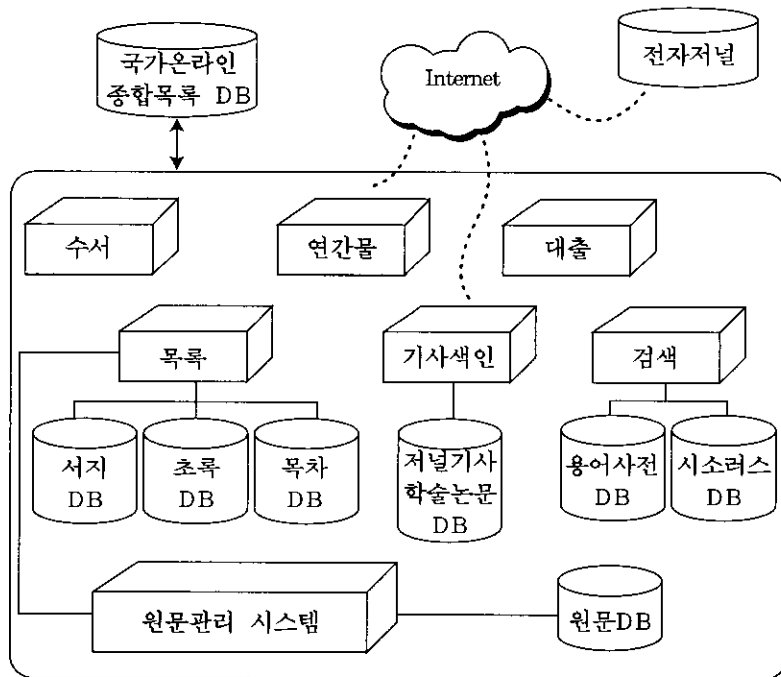 국가온라인
종합목록 DB
Internet
전자저널
수서
연간물
대출
목록
기사색인
검색
서지
DB
초록
DB
목차
DB
저널기사
학술논문
DB
용어사전
DB
시소러스
DB
원문관리 시스템
원문DB